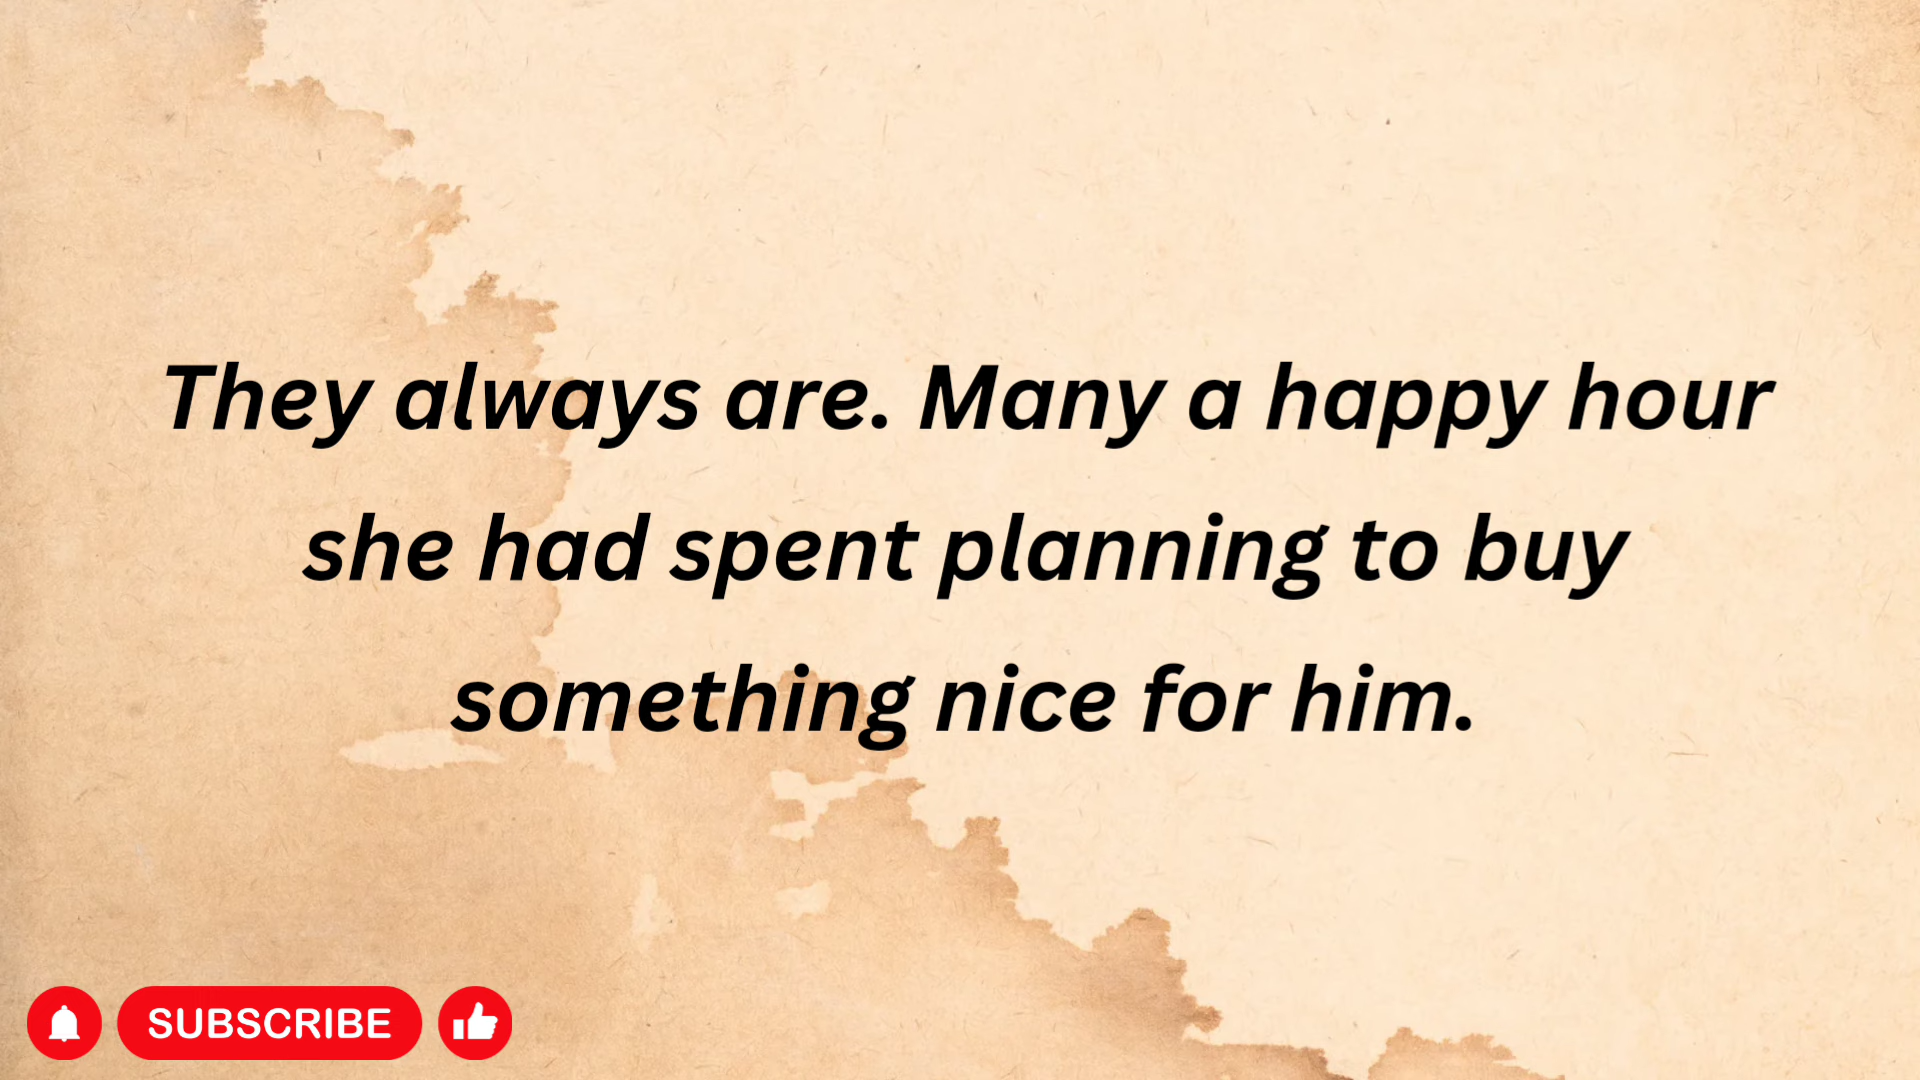 They always are. Many a happy hour
she had spent planning to buy
something nice for him.
SUBSCRIBE